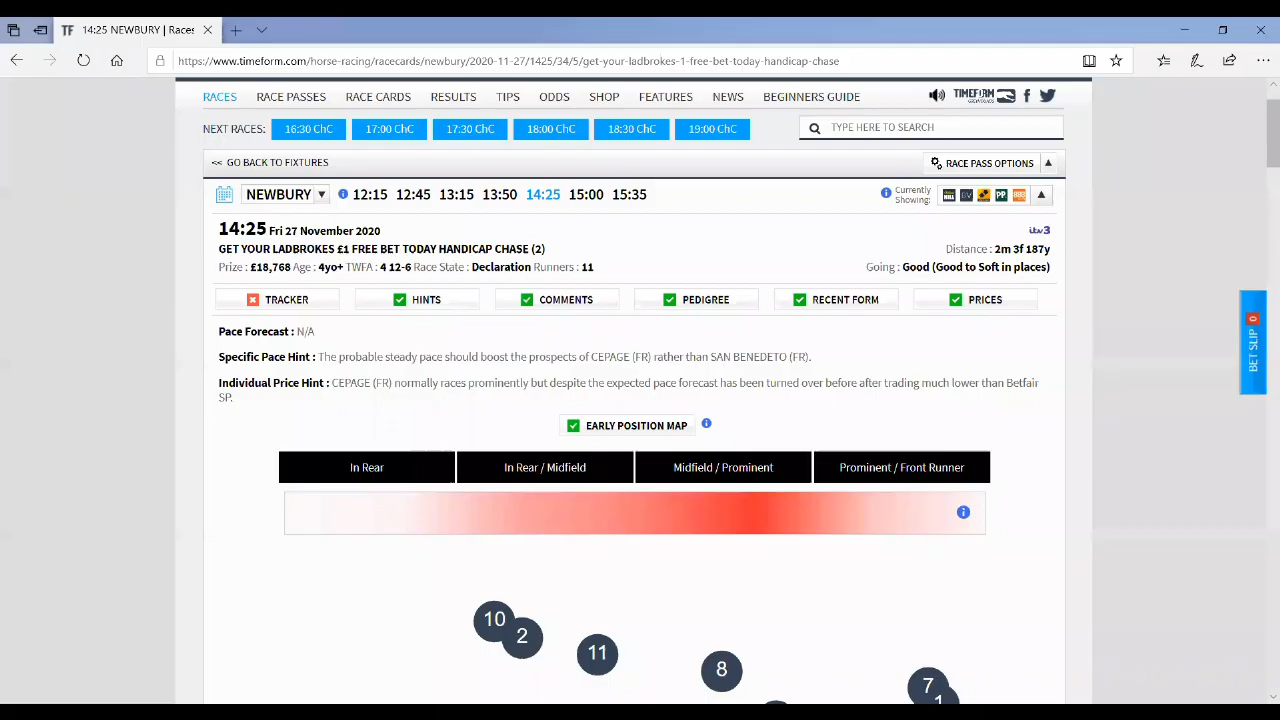 14:25 NEWBURY | Races
https://www.timeform.com/horse-racing/racecards/newbury/2020-11-27/1425/34/5/get-your-ladbrokes-1-free-bet-today-handicap-chase
RACES RACE PASSES RACE CARDS RESULTS TIPS ODDS SHOP FEATURES NEWS BEGINNERS GUIDE TIMEFORM
NEXT RACES: 16:30 ChC 17:00 ChC 17:30 ChC 18:00 ChC 18:30 ChC 19:00 ChC TYPE HERE TO SEARCH
<< GO BACK TO FIXTURES RACE PASS OPTIONS
NEWBURY 12:15 12:45 13:15 13:50 14:25 15:00 15:35 Currently Showing:
14:25 Fri 27 November 2020 itv3
GET YOUR LADBROKES £1 FREE BET TODAY HANDICAP CHASE (2) Distance : 2m 3f 187y
Prize : £18,768 Age : 4yo+ TWFA : 4 12-6 Race State : Declaration Runners : 11 Going : Good (Good to Soft in places)
TRACKER HINTS COMMENTS PEDIGREE RECENT FORM PRICES
Pace Forecast : N/A
Specific Pace Hint : The probable steady pace should boost the prospects of CEPAGE (FR) rather than SAN BENEDETO (FR).
Individual Price Hint : CEPAGE (FR) normally races prominently but despite the expected pace forecast has been turned over before after trading much lower than Betfair
SP.
BET SLIP 0
EARLY POSITION MAP
In Rear In Rear / Midfield Midfield / Prominent Prominent / Front Runner
10
2
11
8
7
1